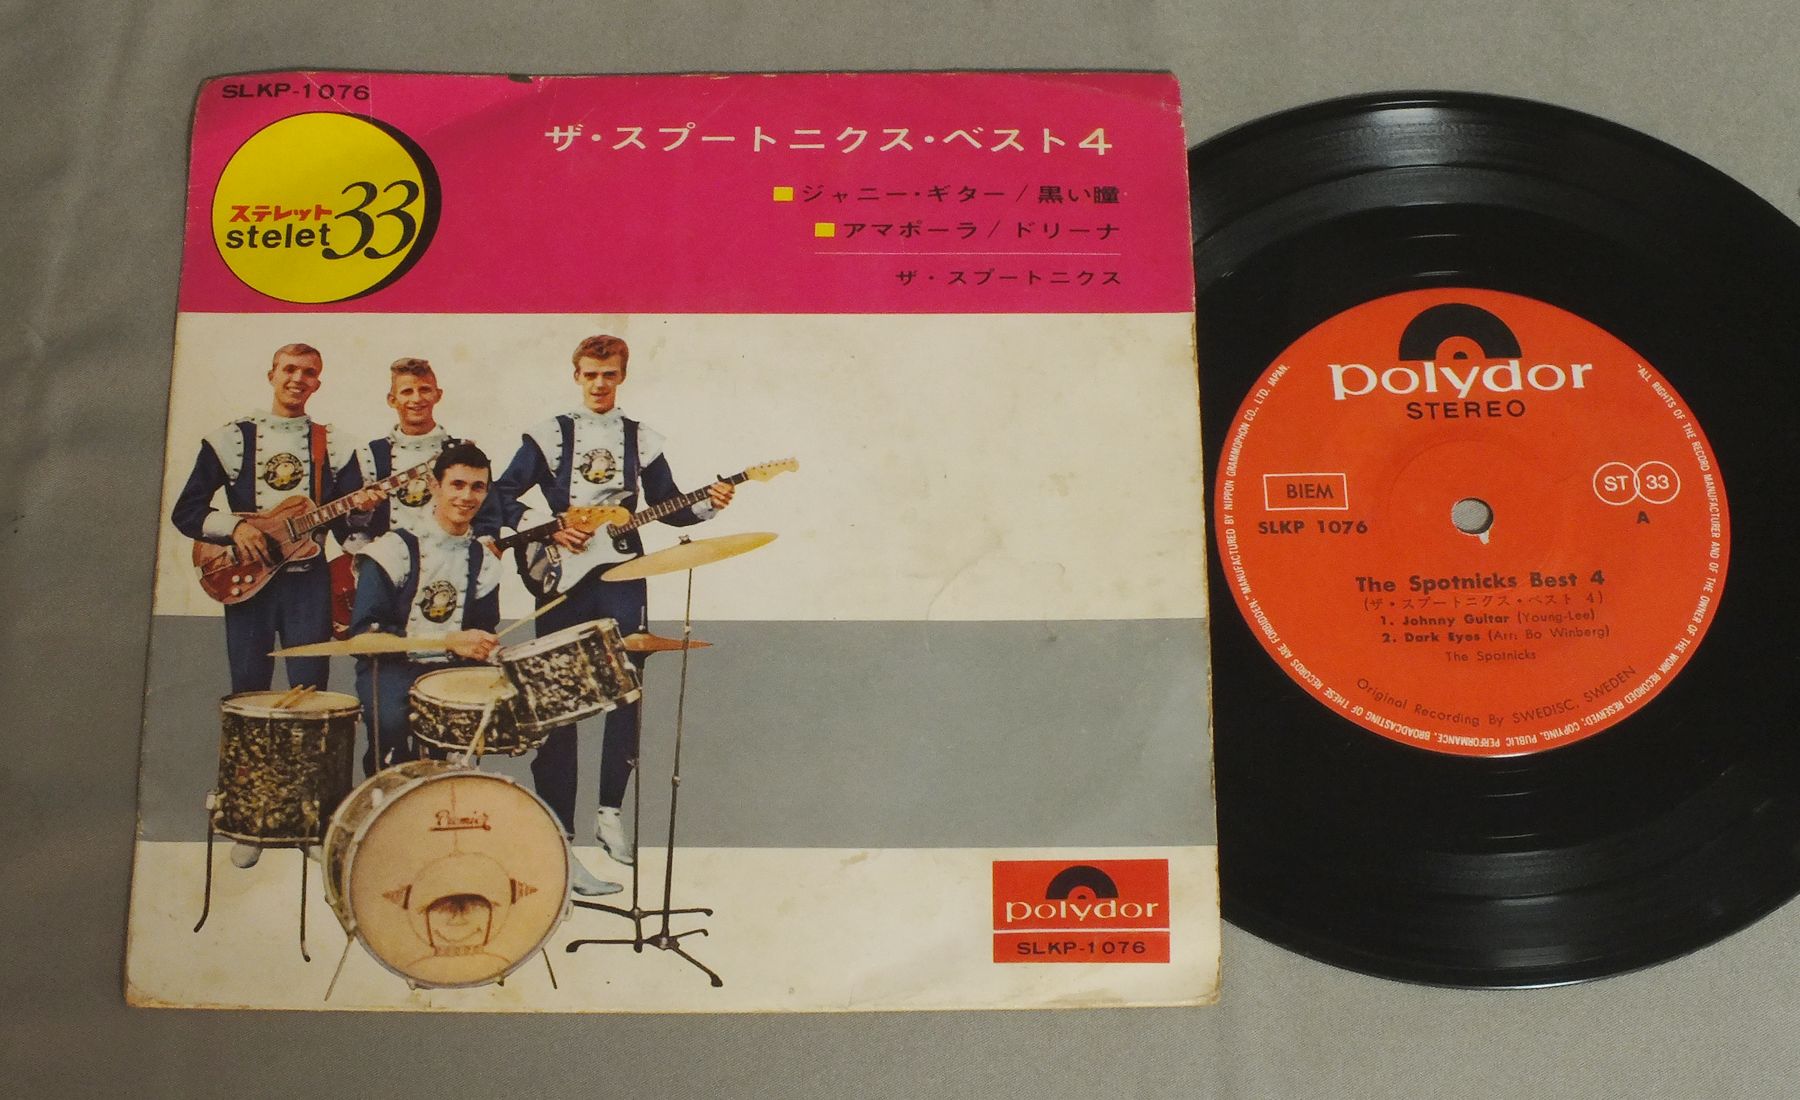 SLKP-1076
ステレット
stelet 33
ザ・スプートニクス・ベスト4
ジャニー・ギター / 黒い瞳
アマポーラ / ドリーナ
ザ・スプートニクス
Premier
polydor
SLKP-1076
polydor
STEREO
BIEM
SLKP 1076
ST 33
A
The Spotnicks Best 4
(ザ・スプートニクス・ベスト 4)
1. Johnny Guitar (Young-Lee)
2. Dark Eyes (Arr: Bo Winberg)
The Spotnicks
Original Recording By SWEDISC, SWEDEN
"ALL RIGHTS OF THE RECORD MANUFACTURER AND OF THE OWNER OF THE WORK RECORDED RESERVED. COPYING, PUBLIC PERFORMANCE, BROADCASTING OF THESE RECORDS ARE FORBIDDEN." MANUFACTURED BY NIPPON GRAMMOPHON CO., LTD. JAPAN.